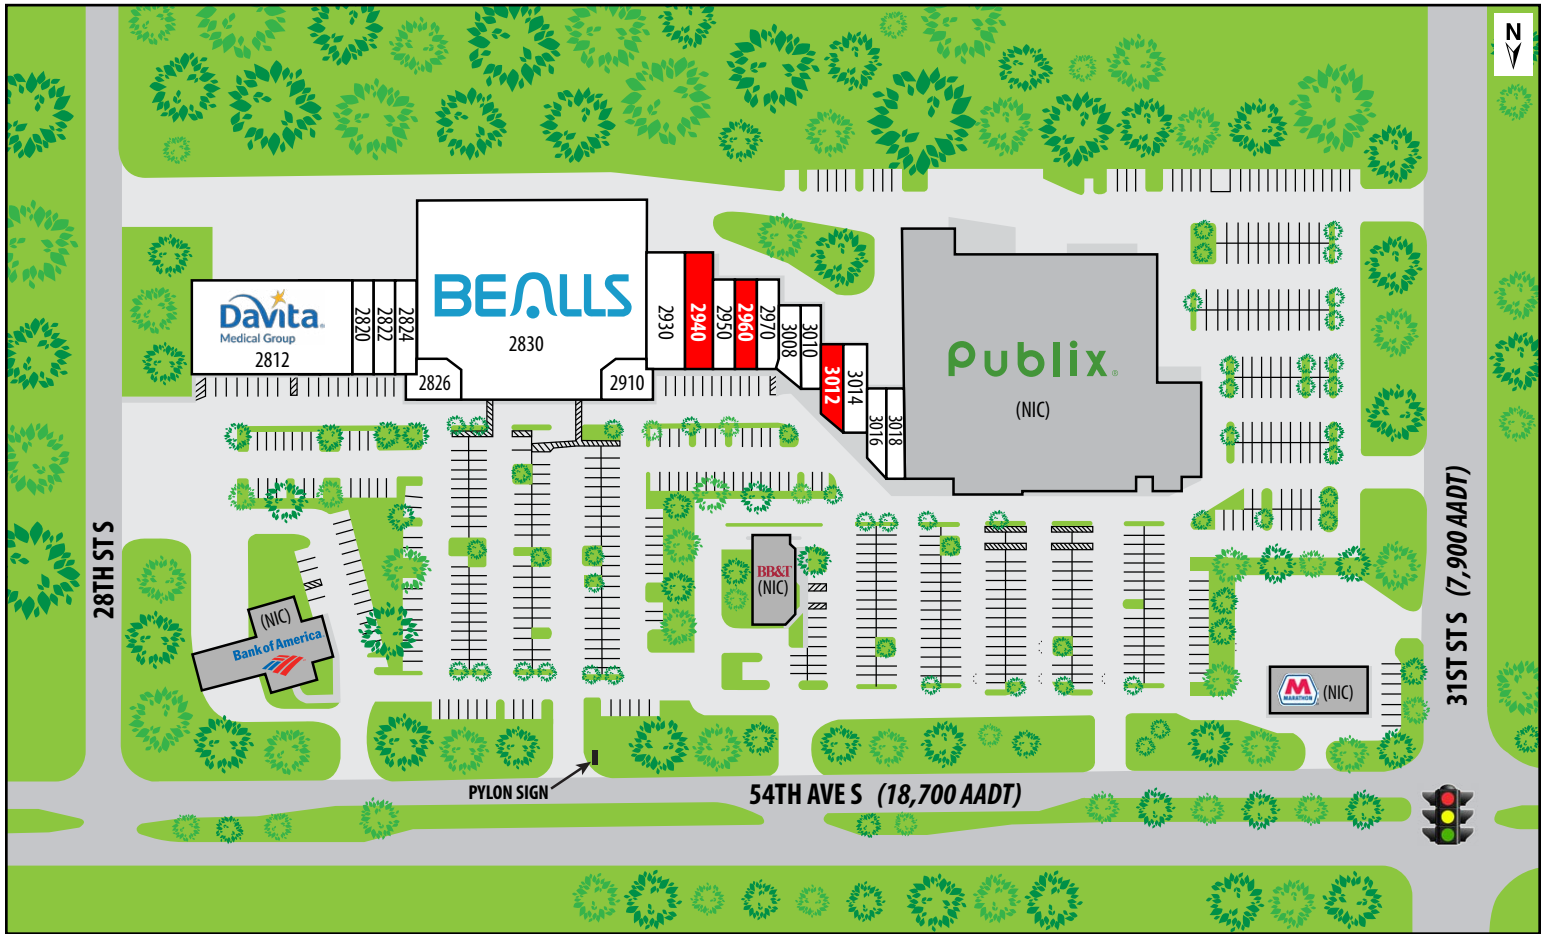 N
DaVita
Medical Group
2812
2820
2822
2824
BEALLS
2830
2826
2910
2930
2940
2950
2960
2970
3008
3010
3012
3014
3016
3018
Publix
(NIC)
28TH ST S
31ST ST S (7,900 AADT)
(NIC)
Bank of America
BB&T
(NIC)
M
MARATHON
(NIC)
PYLON SIGN
54TH AVE S (18,700 AADT)